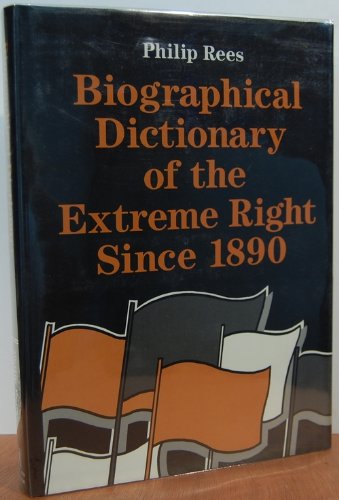 Philip Rees
Biographical
Dictionary
of the
Extreme Right
Since 1890